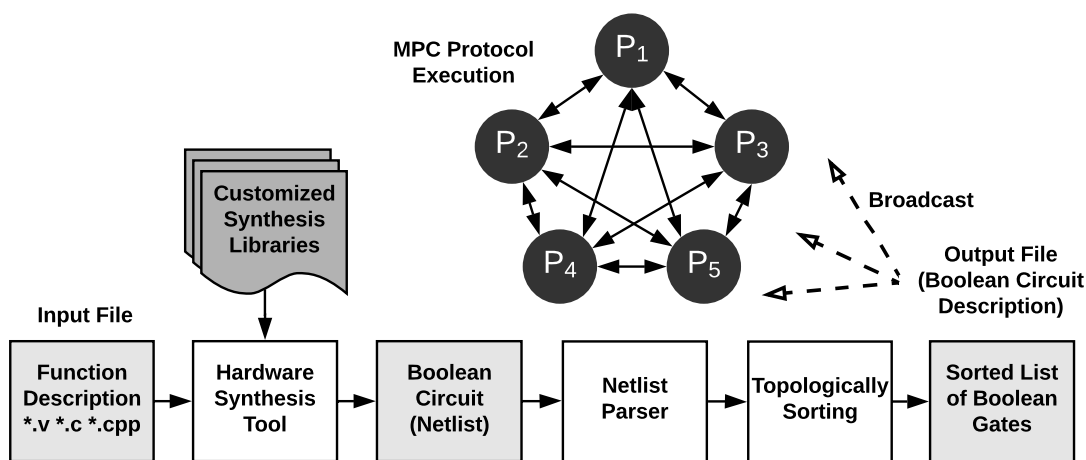 MPC Protocol
Execution
P1
P2
P3
P4
P5
Customized
Synthesis
Libraries
Broadcast
Output File
(Boolean Circuit
Description)
Input File
Function
Description
*.v *.c *.cpp
Hardware
Synthesis
Tool
Boolean
Circuit
(Netlist)
Netlist
Parser
Topologically
Sorting
Sorted List
of Boolean
Gates